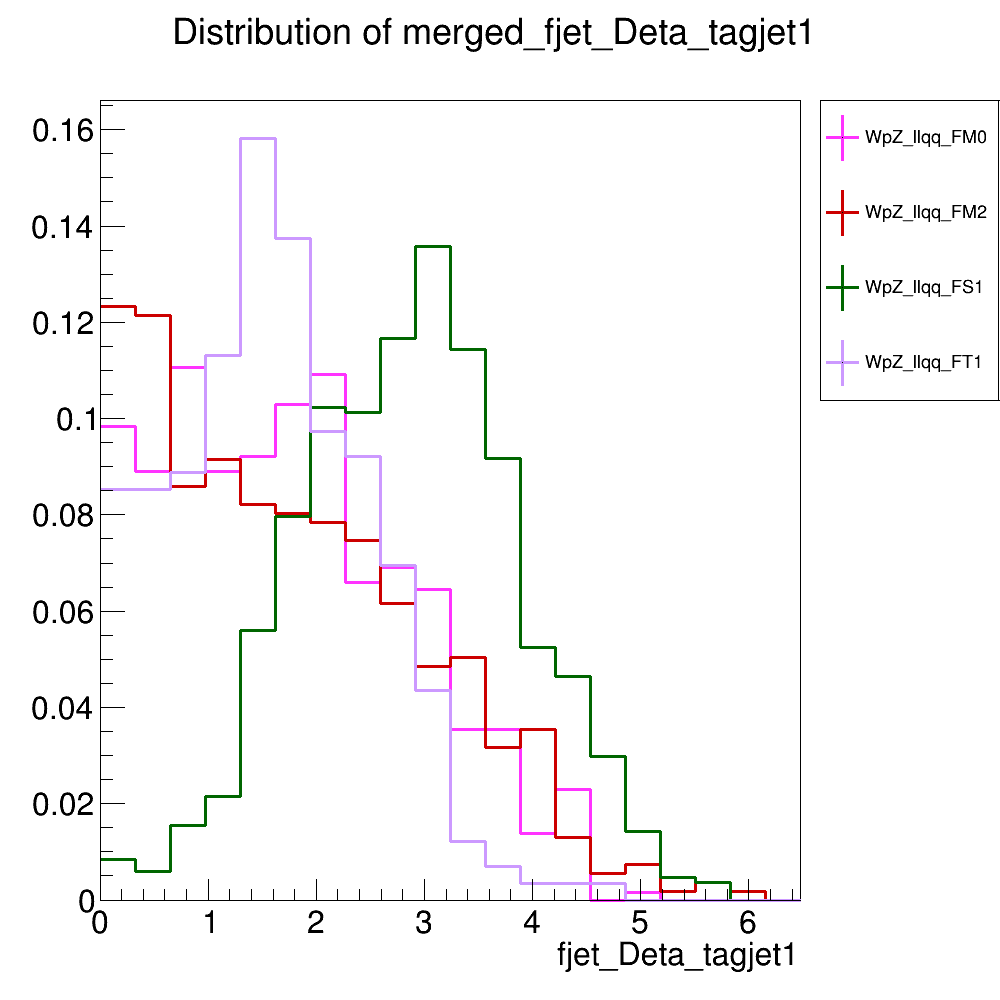 Distribution of merged_fjet_Deta_tagjet1
0.16
0.14
0.12
0.1
0.08
0.06
0.04
0.02
0
0 1 2 3 4 5 6
fjet_Deta_tagjet1
WpZ_llqq_FM0
WpZ_llqq_FM2
WpZ_llqq_FS1
WpZ_llqq_FT1